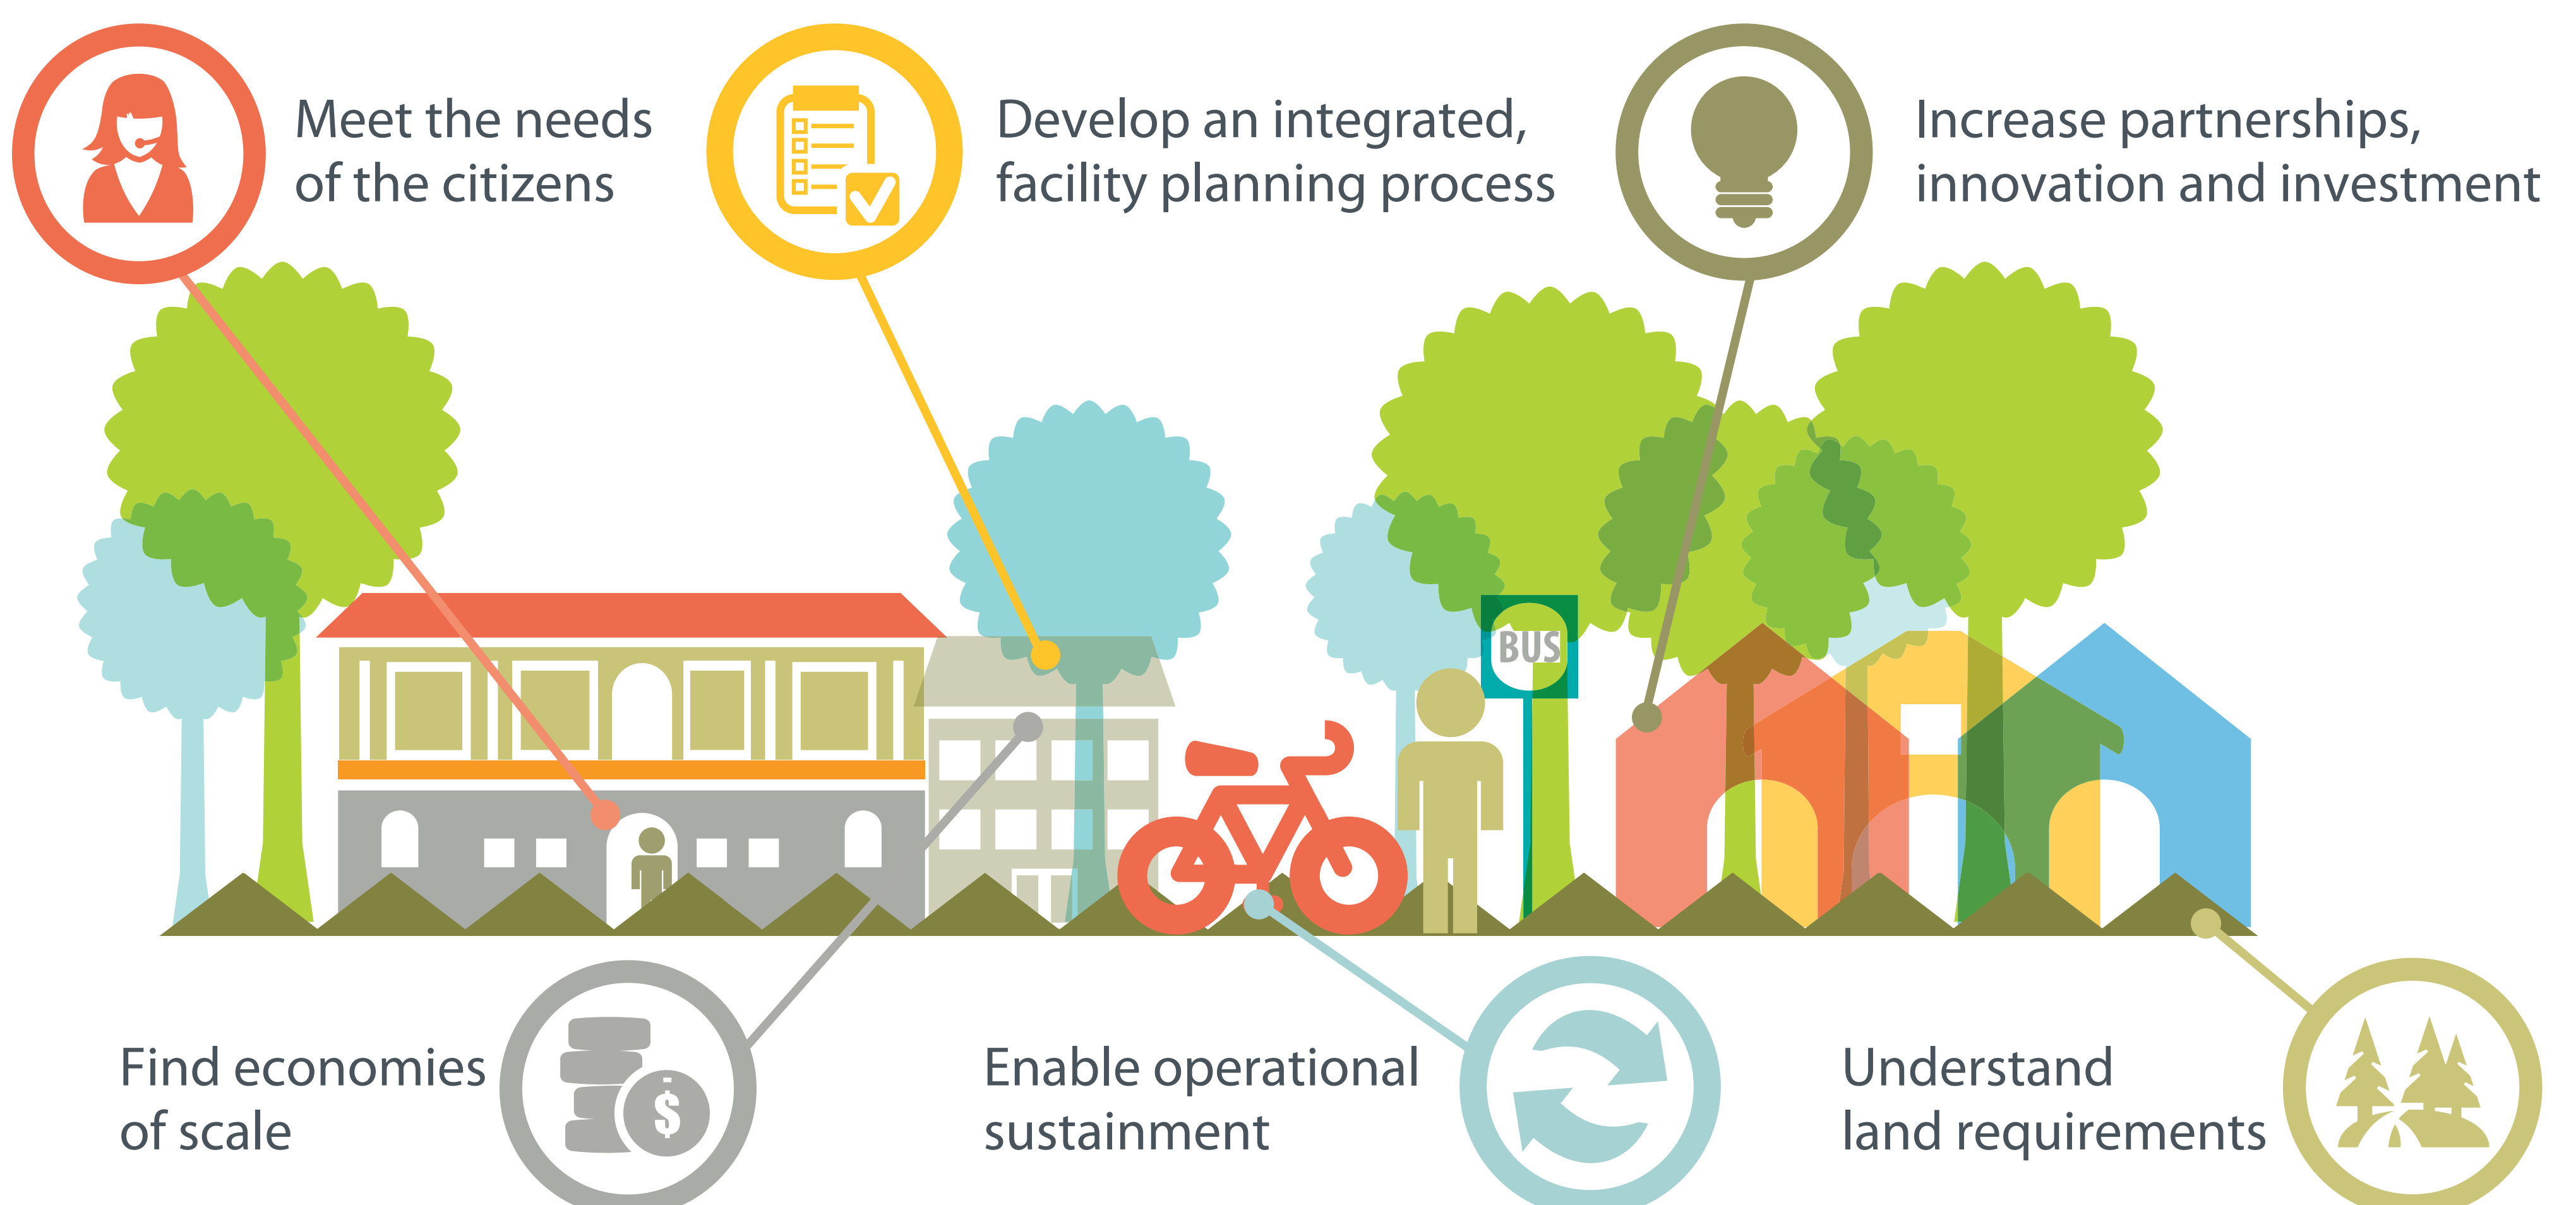 Meet the needs
of the citizens
Develop an integrated,
facility planning process
Increase partnerships,
innovation and investment
BUS
Find economies
of scale
$
Enable operational
sustainment
Understand
land requirements